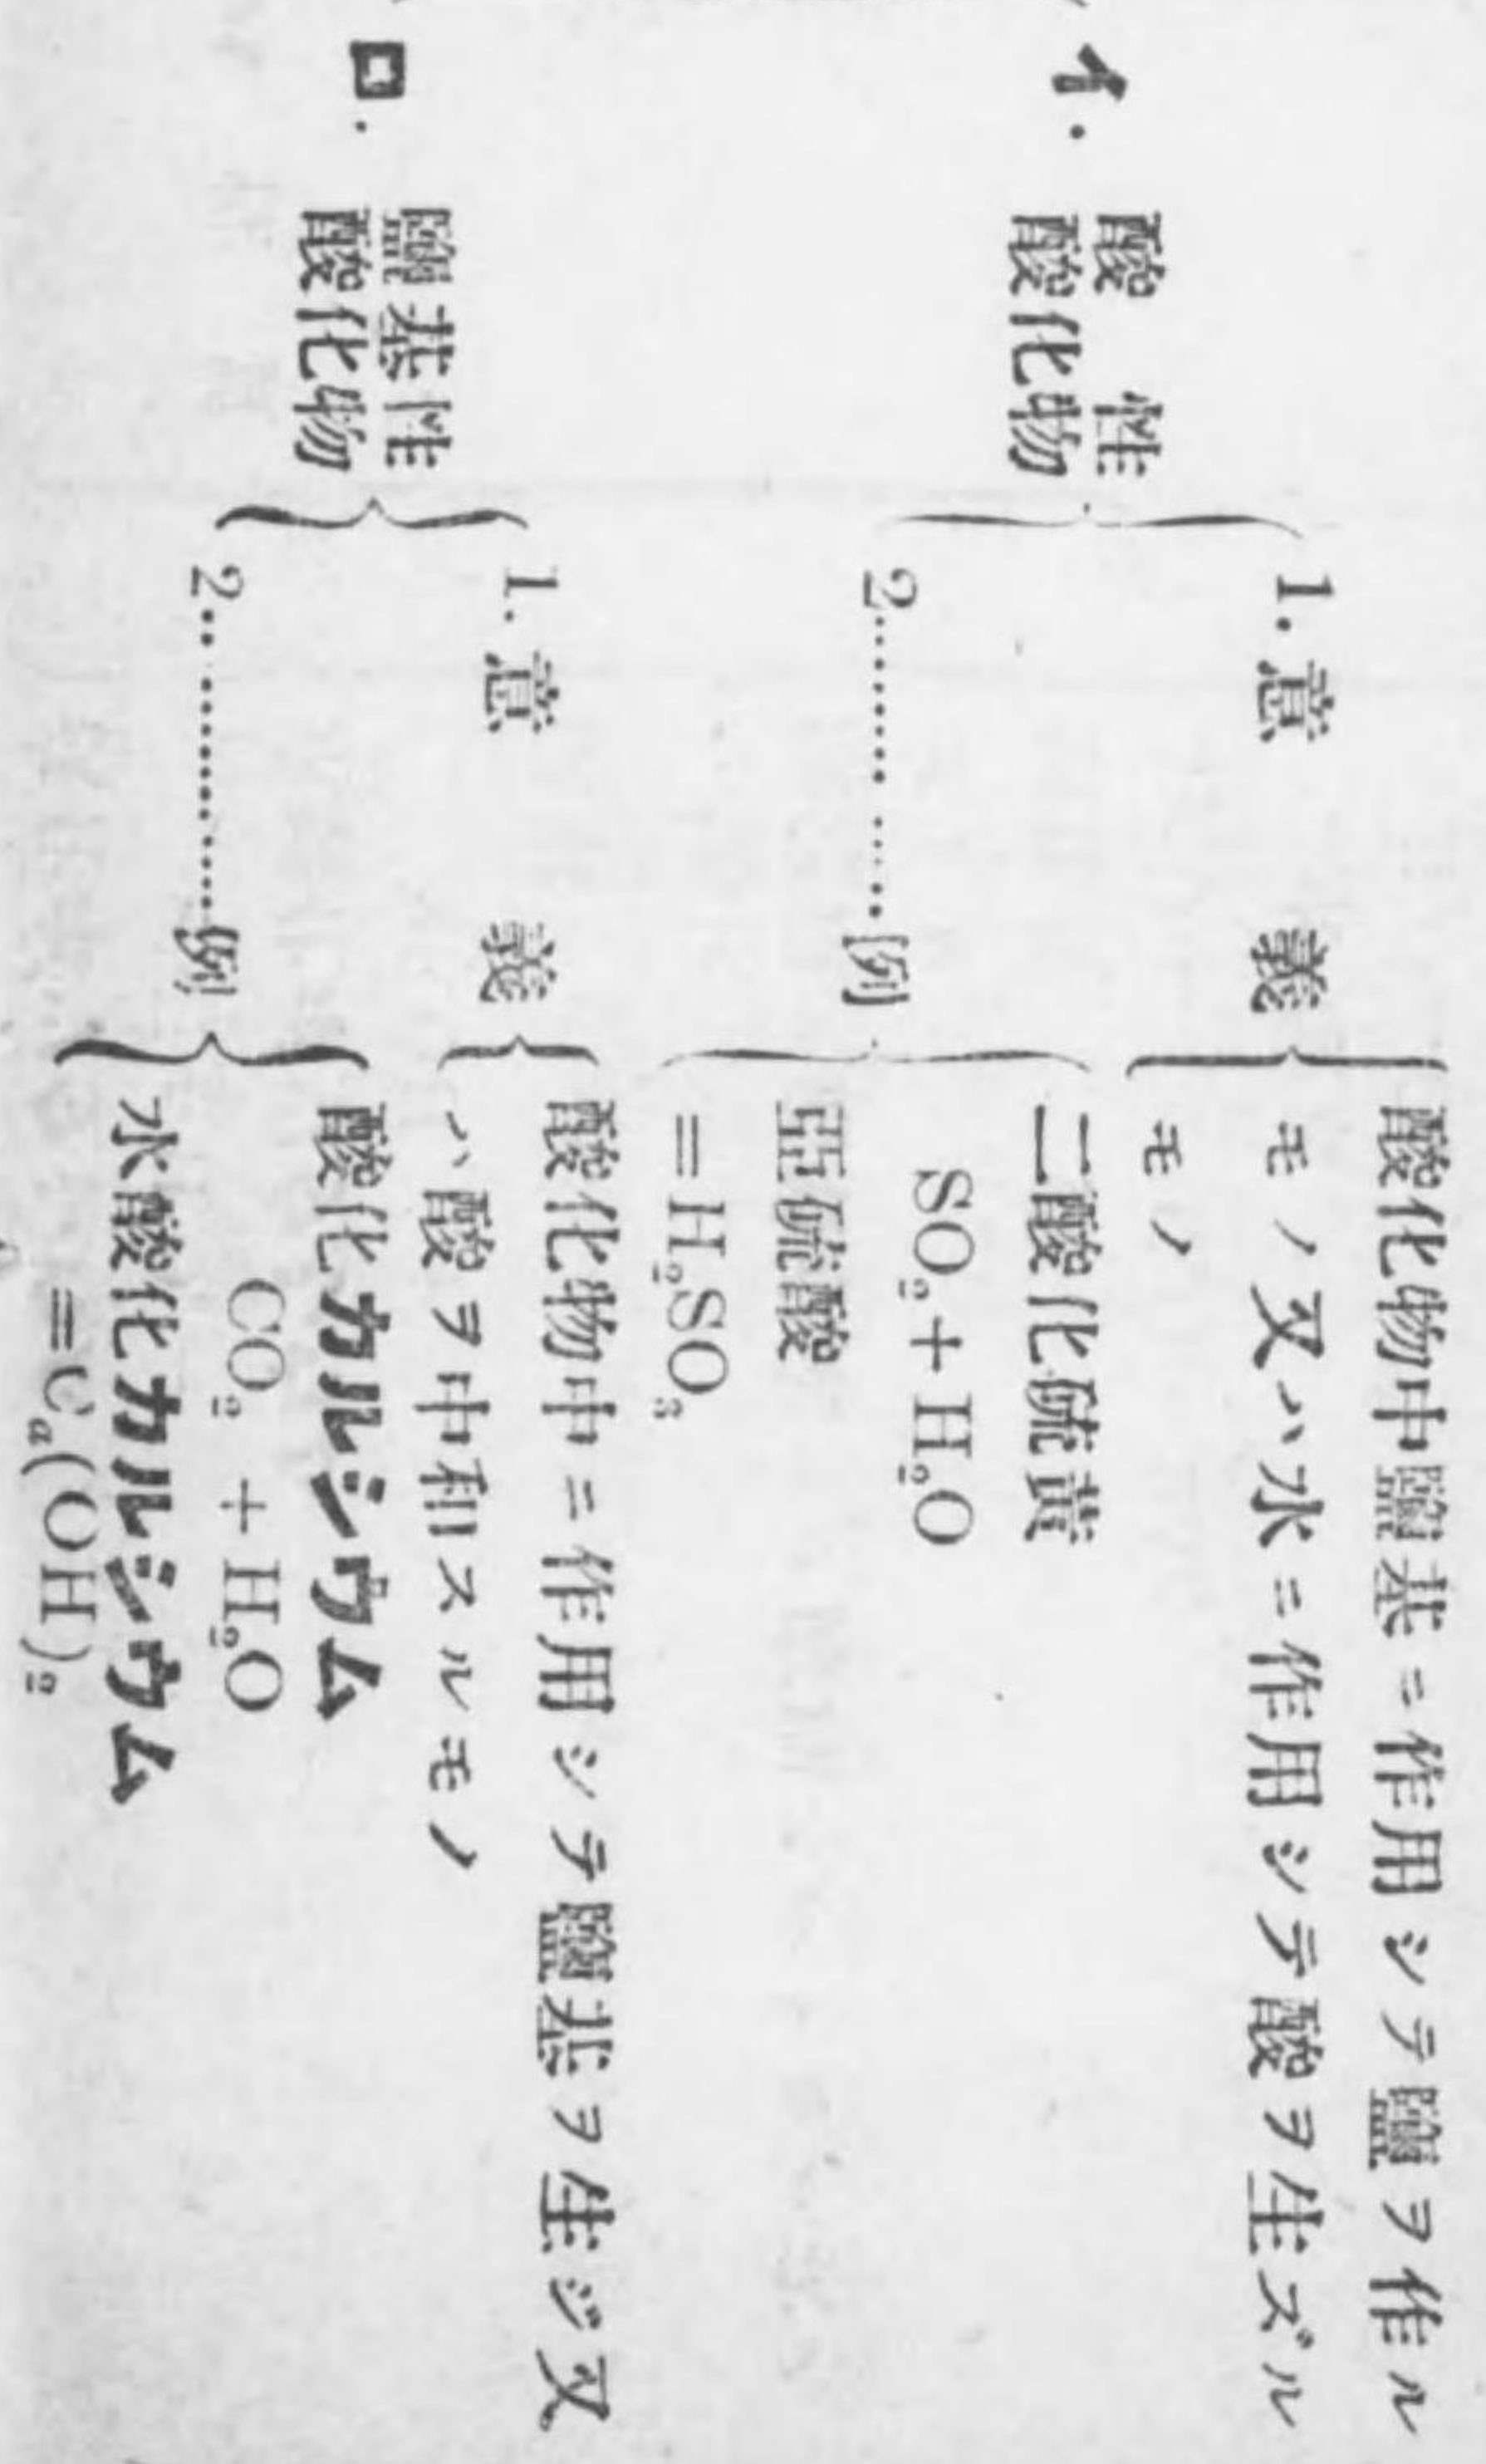 イ.
酸性
酸化物
1.意義
酸化物中鹽基ニ作用シテ鹽ヲ作ル
モノ又ハ水ニ作用シテ酸ヲ生ズル
モノ
2.………例
二酸化硫黄
SO₂+H₂O
亞硫酸
=H₂SO₃
ロ.
鹽基性
酸化物
1.意義
酸化物中ニ作用シテ鹽基ヲ生ジ又
ハ酸ヲ中和スルモノ
2.………例
酸化カルシウム
CO₂+H₂O
水酸化カルシウム
=Ca(OH)₂